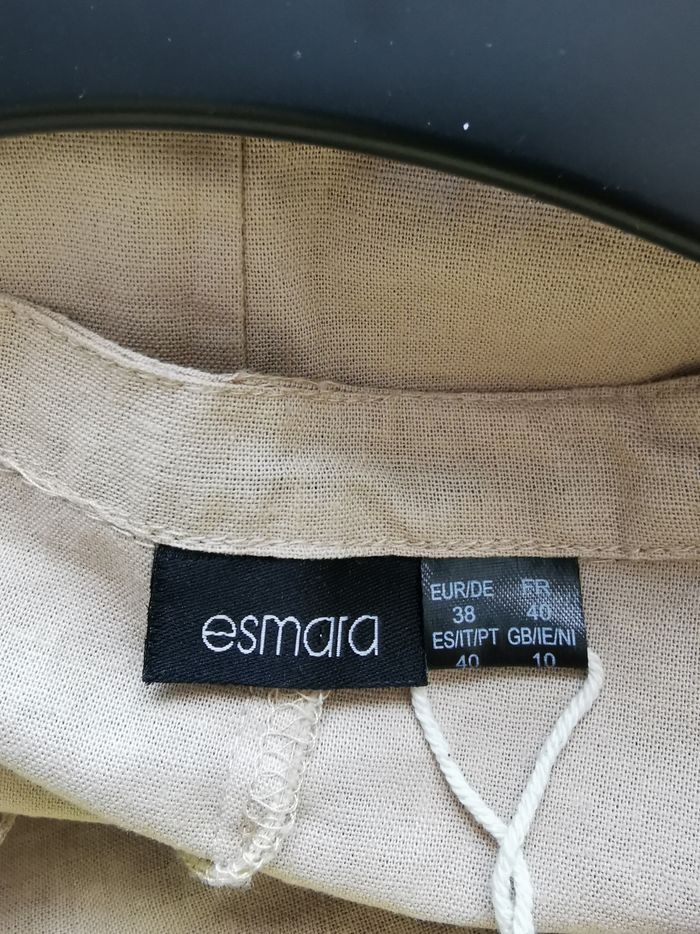 esmara
EUR/DE FR
38 40
ES/IT/PT GB/IE/NI
40 10